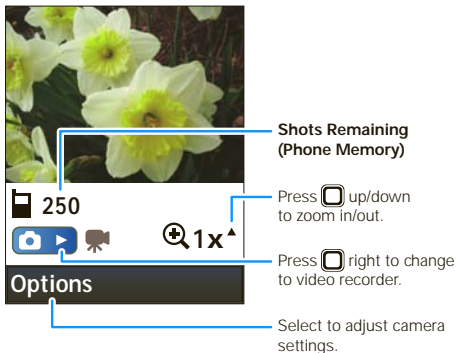 Shots Remaining
(Phone Memory)
250
Press up/down
to zoom in/out.
1x
Press right to change
to video recorder.
Options
Select to adjust camera
settings.